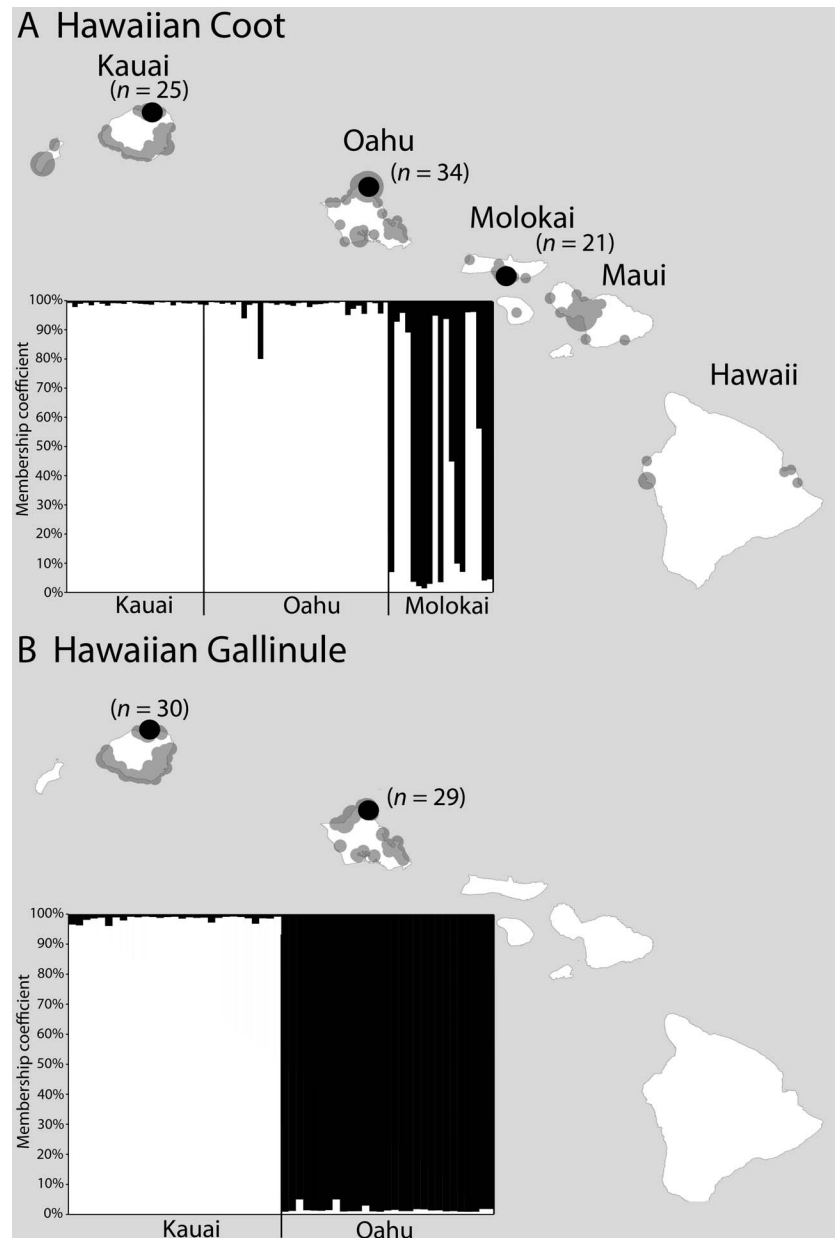 A Hawaiian Coot
Kauai
(n = 25)
Oahu
(n = 34)
Molokai
(n = 21)
Maui
Hawaii
Membership coefficient
100%
90%
80%
70%
60%
50%
40%
30%
20%
10%
0%
Kauai Oahu Molokai
B Hawaiian Gallinule
(n = 30)
(n = 29)
Membership coefficient
100%
90%
80%
70%
60%
50%
40%
30%
20%
10%
0%
Kauai Oahu